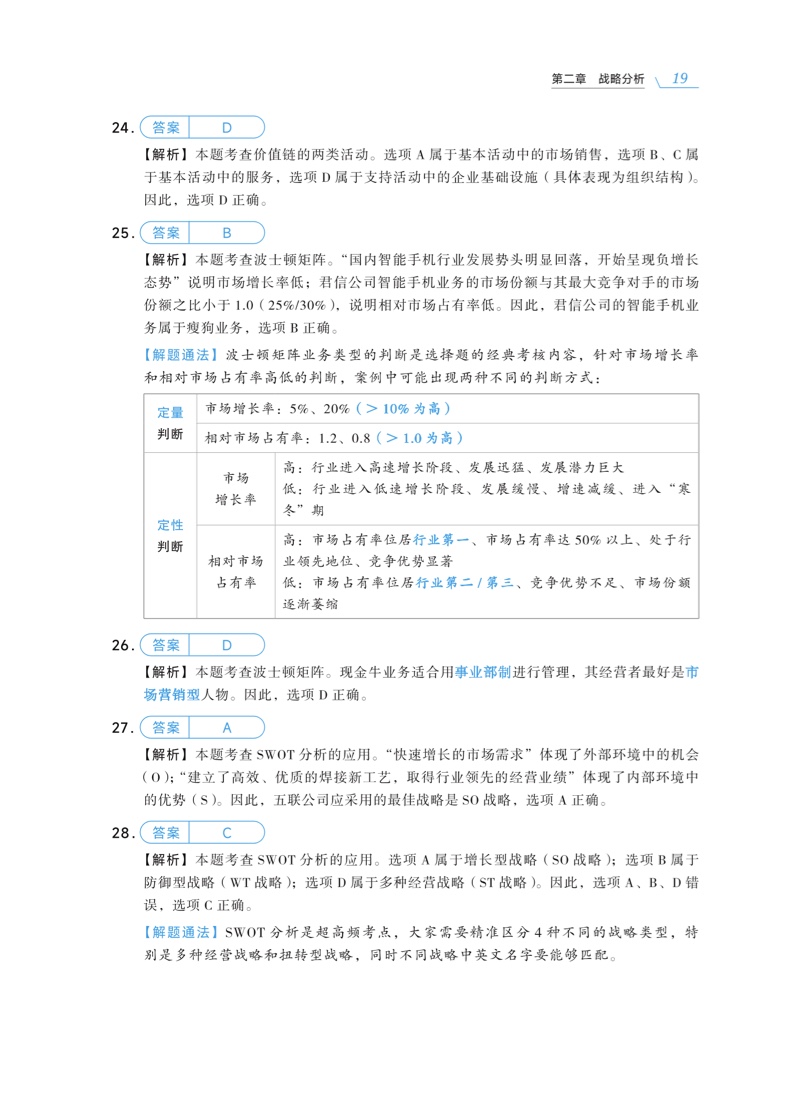 第二章 战略分析 19
24. 答案 D
【解析】本题考查价值链的两类活动。选项 A 属于基本活动中的市场销售，选项 B、C 属
于基本活动中的服务，选项 D 属于支持活动中的企业基础设施（具体表现为组织结构）。
因此，选项 D 正确。
25. 答案 B
【解析】本题考查波士顿矩阵。“国内智能手机行业发展势头明显回落，开始呈现负增长
态势”说明市场增长率低；君信公司智能手机业务的市场份额与其最大竞争对手的市场
份额之比小于 1.0（25%/30%），说明相对市场占有率低。因此，君信公司的智能手机业
务属于瘦狗业务，选项 B 正确。
【解题通法】波士顿矩阵业务类型的判断是选择题的经典考核内容，针对市场增长率
和相对市场占有率高低的判断，案例中可能出现两种不同的判断方式：
定量
判断
市场增长率：5%、20%（＞ 10% 为高）
相对市场占有率：1.2、0.8（＞ 1.0 为高）
定性
判断
市场
增长率
高：行业进入高速增长阶段、发展迅猛、发展潜力巨大
低：行业进入低速增长阶段、发展缓慢、增速减缓、进入“寒
冬”期
相对市场
占有率
高：市场占有率位居行业第一、市场占有率达 50% 以上、处于行
业领先地位、竞争优势显著
低：市场占有率位居行业第二 / 第三、竞争优势不足、市场份额
逐渐萎缩
26. 答案 D
【解析】本题考查波士顿矩阵。现金牛业务适合用事业部制进行管理，其经营者最好是市
场营销型人物。因此，选项 D 正确。
27. 答案 A
【解析】本题考查 SWOT 分析的应用。“快速增长的市场需求”体现了外部环境中的机会
（O）；“建立了高效、优质的焊接新工艺，取得行业领先的经营业绩”体现了内部环境中
的优势（S）。因此，五联公司应采用的最佳战略是 SO 战略，选项 A 正确。
28. 答案 C
【解析】本题考查 SWOT 分析的应用。选项 A 属于增长型战略（SO 战略）；选项 B 属于
防御型战略（WT 战略）；选项 D 属于多种经营战略（ST 战略）。因此，选项 A、B、D 错
误，选项 C 正确。
【解题通法】SWOT 分析是超高频考点，大家需要精准区分 4 种不同的战略类型，特
别是多种经营战略和扭转型战略，同时不同战略中英文名字要能够匹配。